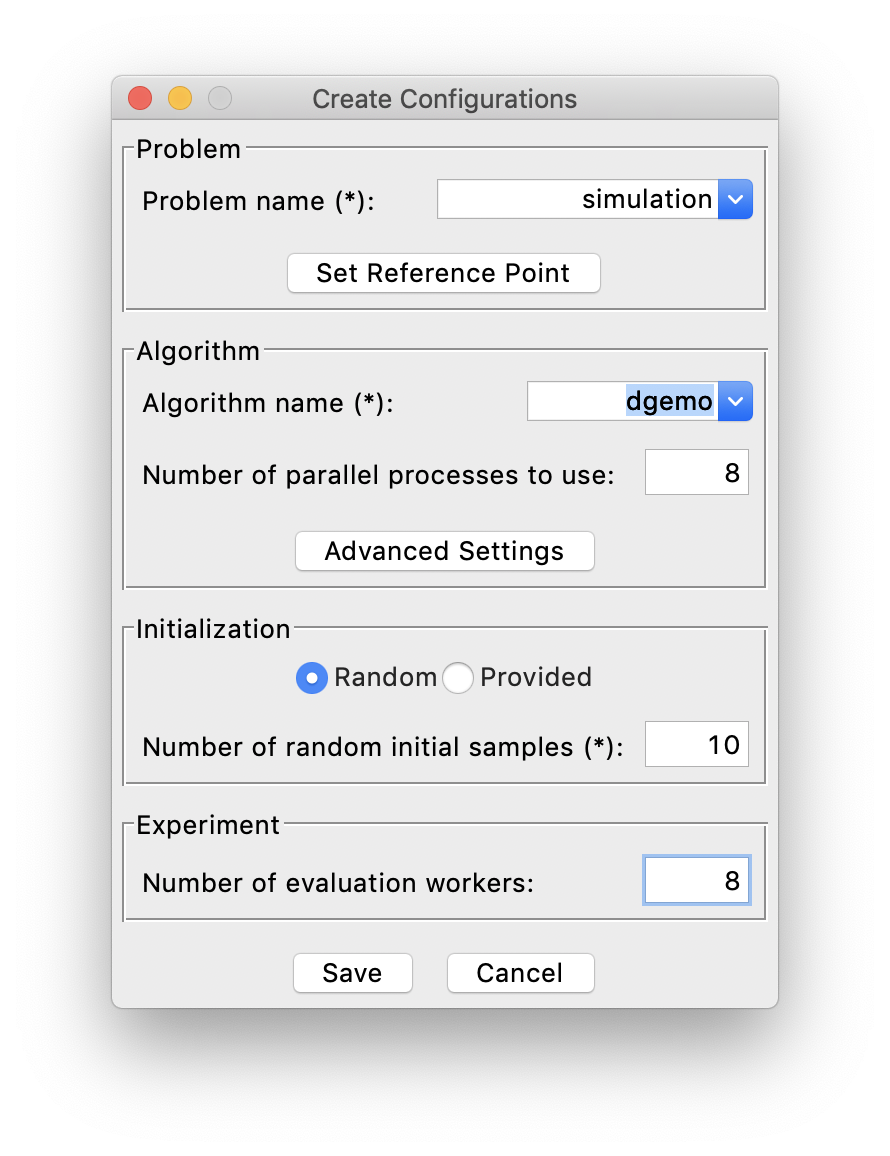 Create Configurations
Problem
Problem name (*): simulation
Set Reference Point
Algorithm
Algorithm name (*): dgemo
Number of parallel processes to use: 8
Advanced Settings
Initialization
Random Provided
Number of random initial samples (*): 10
Experiment
Number of evaluation workers: 8
Save Cancel